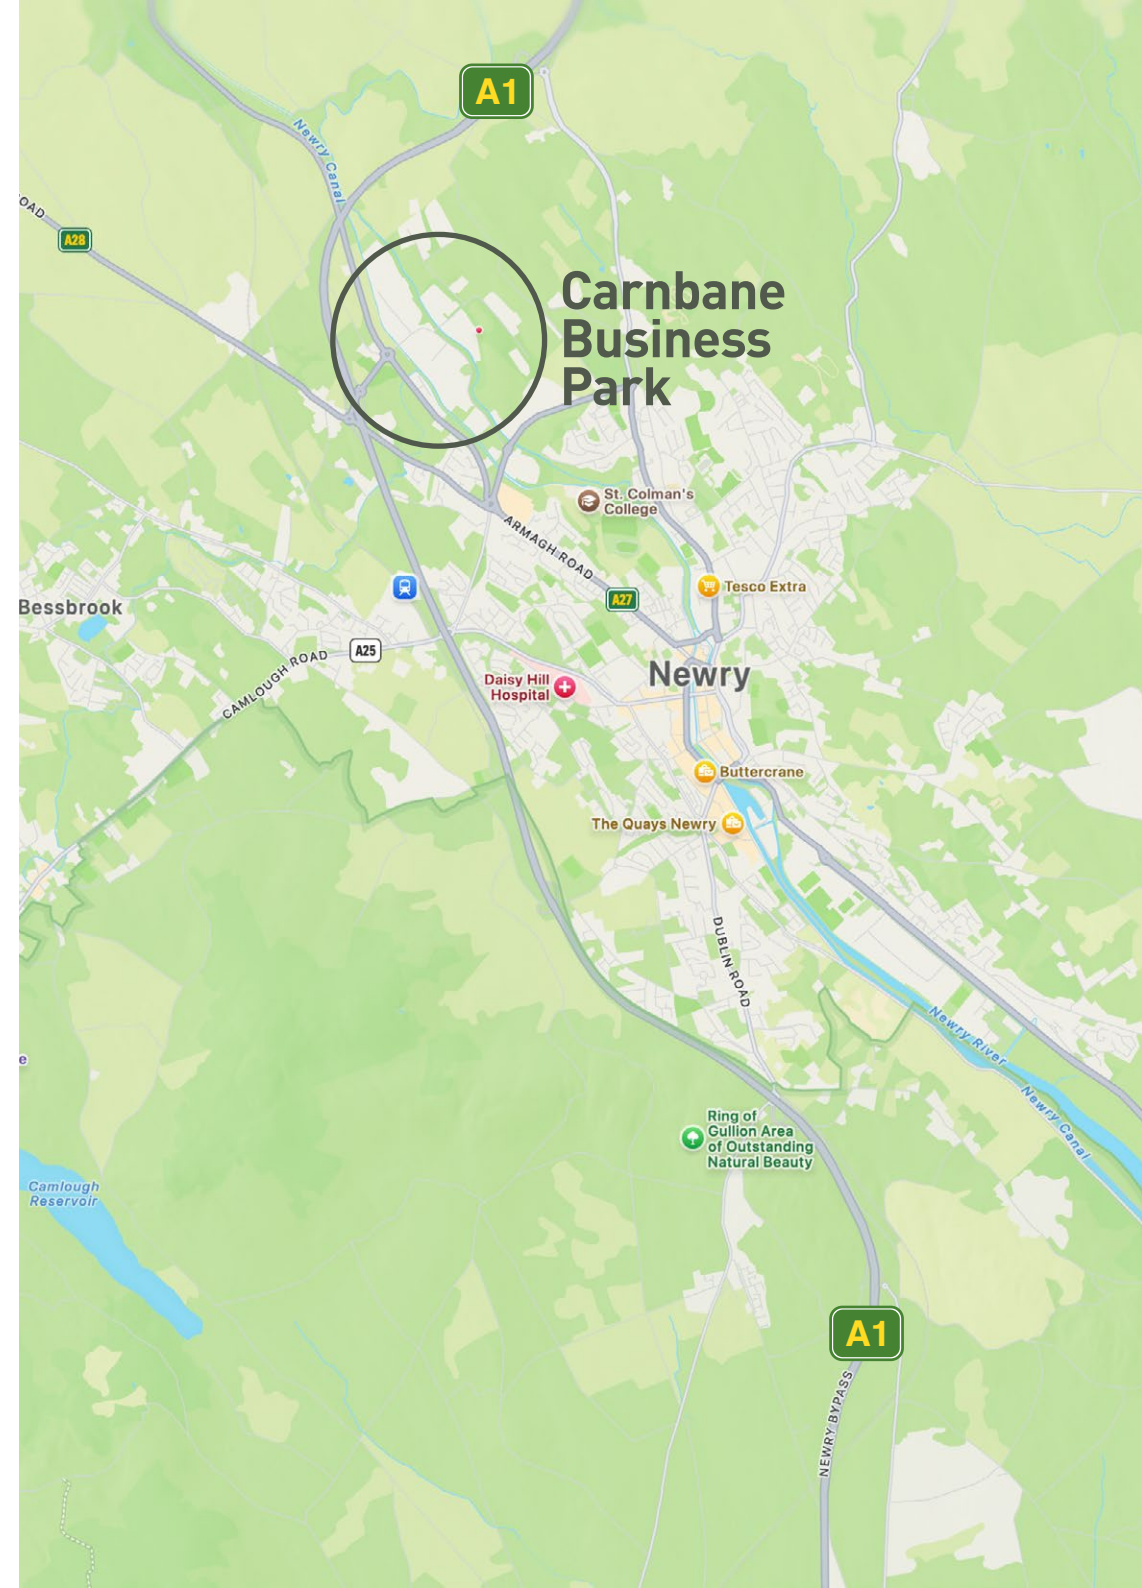 A1
Newry Canal
OAD
A28
Carnbane
Business
Park
St. Colman's
College
ARMAGH ROAD
Tesco Extra
A27
Bessbrook
A25
CAMLOUGH ROAD
Daisy Hill
Hospital
Newry
Buttercrane
The Quays Newry
DUBLIN ROAD
Newry River
e
Newry Canal
Ring of
Gullion Area
of Outstanding
Natural Beauty
Camlough
Reservoir
A1
NEWRY BYPASS